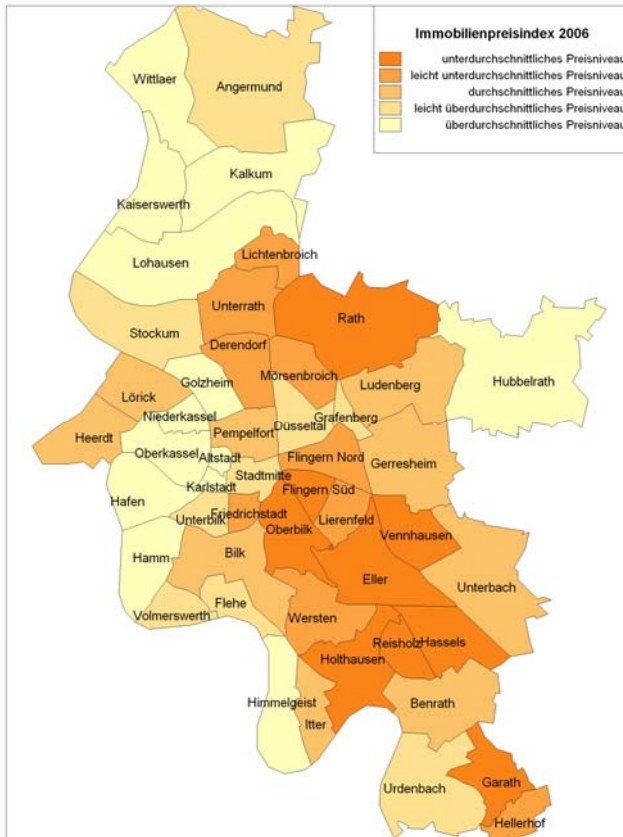 Immobilienpreisindex 2006
unterdurchschnittliches Preisniveau
leicht unterdurchschnittliches Preisniveau
durchschnittliches Preisniveau
leicht überdurchschnittliches Preisniveau
überdurchschnittliches Preisniveau
Wittlaer
Angermund
Kalkum
Kaiserswerth
Lohausen
Lichtenbroich
Unterrath
Rath
Stockum
Derendorf
Golzheim
Mörsenbroich
Ludenberg
Hubbelrath
Lörick
Niederkassel
Grafenberg
Heerdt
Pempelfort
Düsseltal
Oberkassel
Altstadt
Flingern Nord
Gerresheim
Karlstadt
Stadtmitte
Flingern Süd
Hafen
Unterbilk
Friedrichstadt
Lierenfeld
Oberbilk
Vennhausen
Hamm
Bilk
Eller
Unterbach
Volmerswerth
Flehe
Wersten
Reisholz
Hassels
Holthausen
Himmelgeist
Itter
Benrath
Urdenbach
Garath
Hellerhof